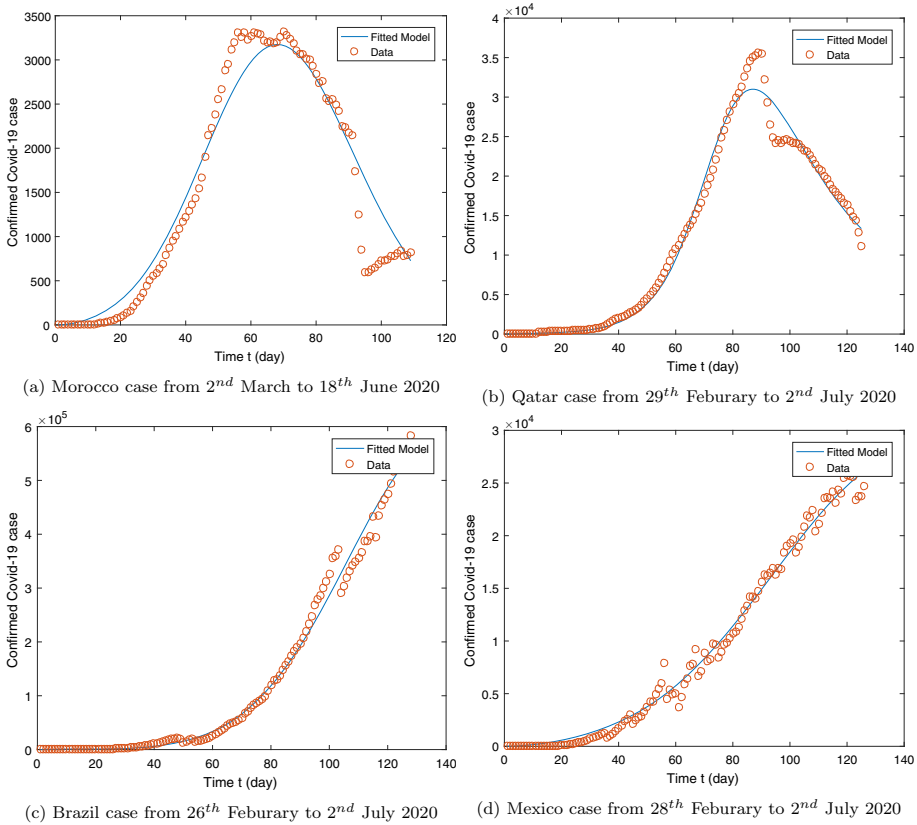 3500
3000
2500
2000
1500
1000
500
0
0 20 40 60 80 100 120
Confirmed Covid-19 case
Time t (day)
Fitted Model
Data
(a) Morocco case from 2nd March to 18th June 2020
×10^4
4
3.5
3
2.5
2
1.5
1
0.5
0
0 20 40 60 80 100 120 140
Confirmed Covid-19 case
Time t (day)
Fitted Model
Data
(b) Qatar case from 29th Feburary to 2nd July 2020
×10^5
6
5
4
3
2
1
0
0 20 40 60 80 100 120 140
Confirmed Covid-19 case
Time t (day)
Fitted Model
Data
(c) Brazil case from 26th Feburary to 2nd July 2020
×10^4
3
2.5
2
1.5
1
0.5
0
0 20 40 60 80 100 120 140
Confirmed Covid-19 case
Time t (day)
Fitted Model
Data
(d) Mexico case from 28th Feburary to 2nd July 2020